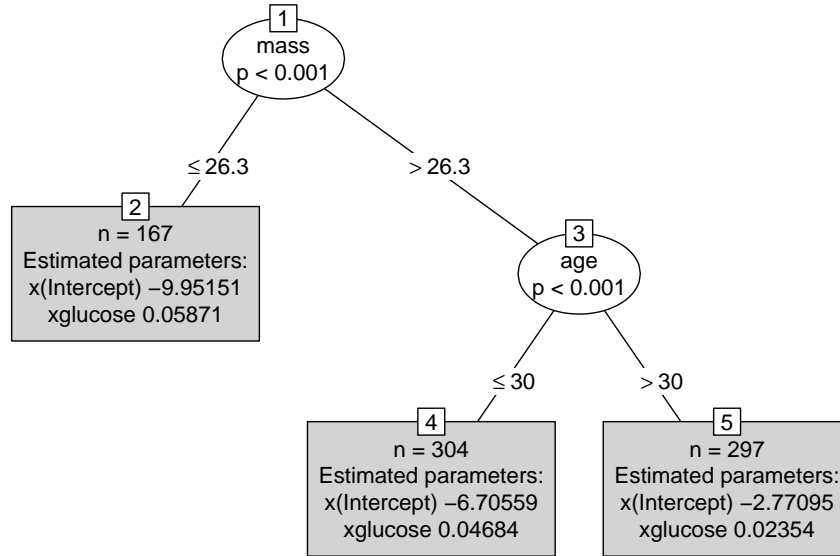 1
mass
p < 0.001
≤ 26.3
> 26.3
2
n = 167
Estimated parameters:
x(Intercept) −9.95151
xglucose 0.05871
3
age
p < 0.001
≤ 30
> 30
4
n = 304
Estimated parameters:
x(Intercept) −6.70559
xglucose 0.04684
5
n = 297
Estimated parameters:
x(Intercept) −2.77095
xglucose 0.02354